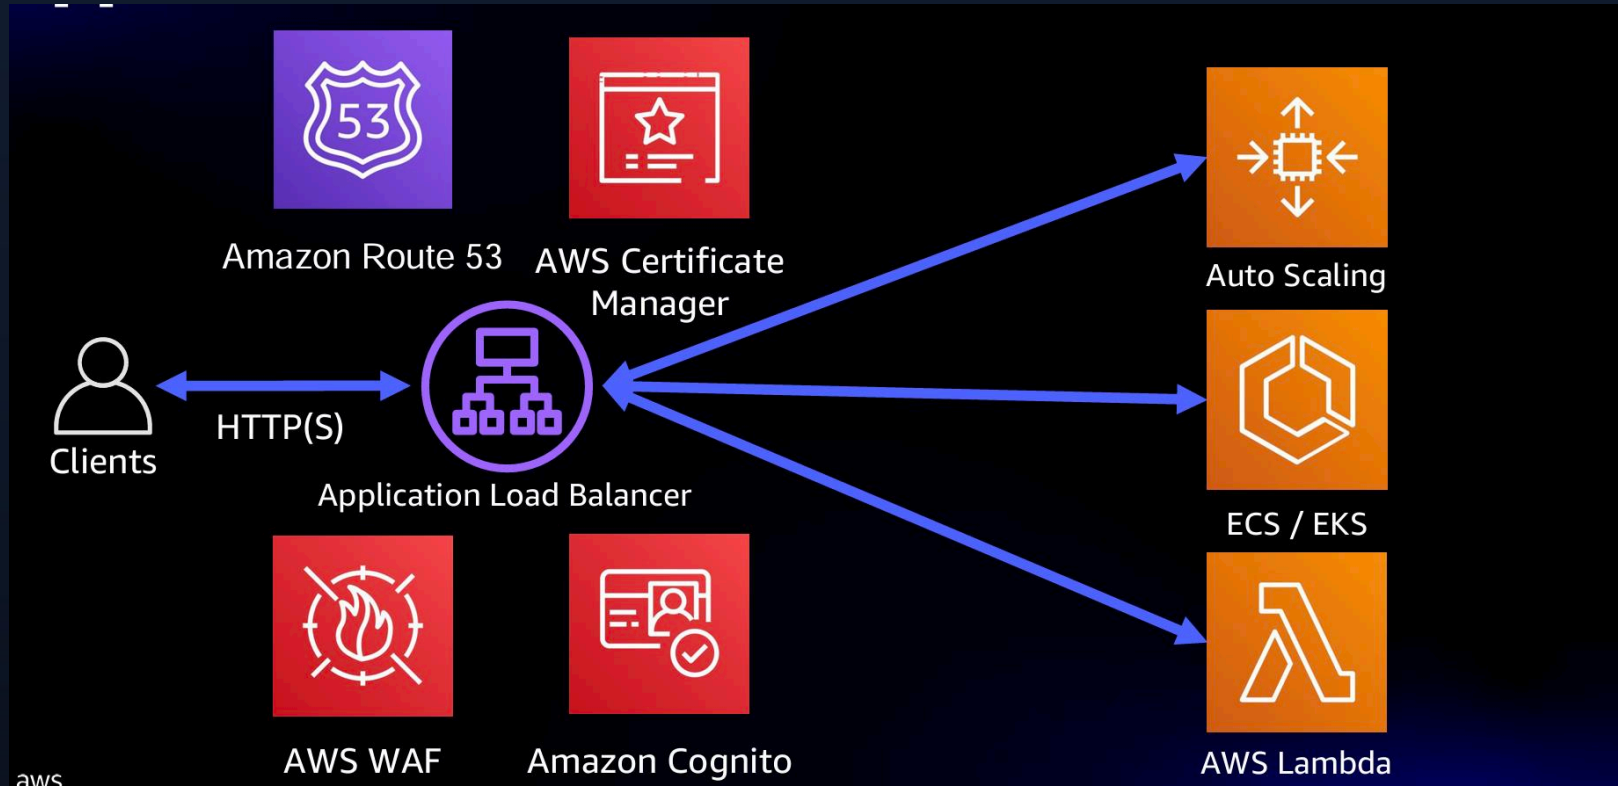 53
Amazon Route 53
AWS Certificate
Manager
Auto Scaling
Clients
HTTP(S)
Application Load Balancer
ECS / EKS
AWS WAF
Amazon Cognito
AWS Lambda
aws